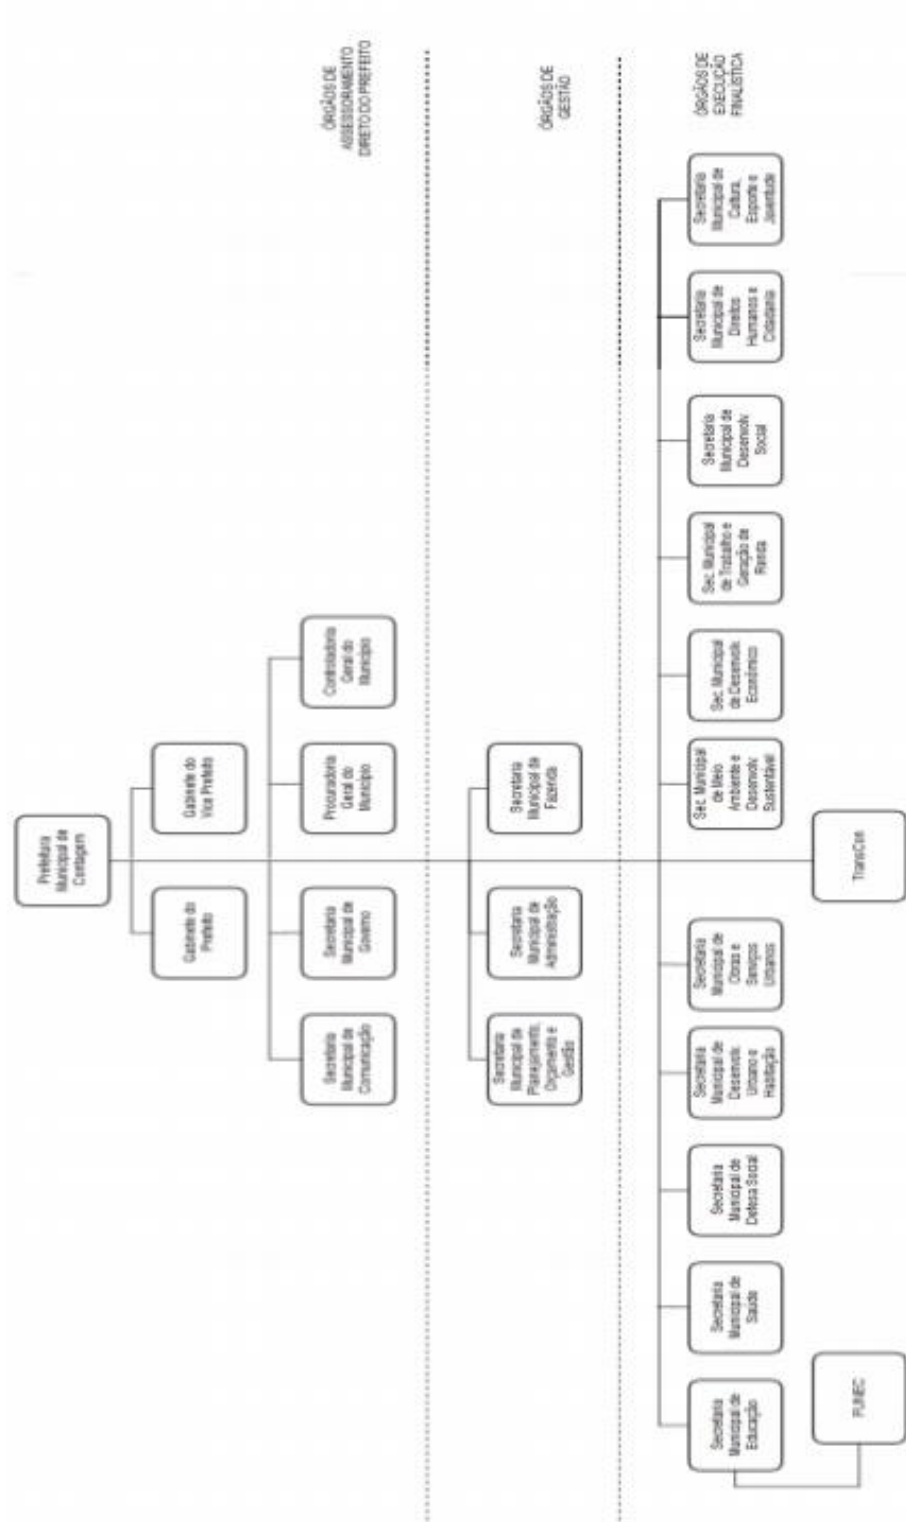 Prefeitura
Municipal de
Contagem
Gabinete do
Prefeito
Gabinete do
Vice Prefeito
ÓRGÃOS DE
ASSESSORAMENTO
DIRETO DO PREFEITO
Secretaria
Municipal de
Comunicação
Secretaria
Municipal de
Governo
Procuradoria
Geral do
Município
Controladoria
Geral do
Município
ÓRGÃOS DE
GESTÃO
Secretaria
Municipal de
Planejamento,
Orçamento e
Gestão
Secretaria
Municipal de
Administração
Secretaria
Municipal de
Fazenda
ÓRGÃOS DE
EXECUÇÃO
FINALÍSTICA
Secretaria
Municipal de
Educação
Secretaria
Municipal de
Saúde
Secretaria
Municipal de
Defesa Social
Secretaria
Municipal de
Desenvolv.
Urbano e
Habitação
Secretaria
Municipal de
Obras e
Serviços
Urbanos
Sec. Municipal
de Meio
Ambiente e
Desenvolv.
Sustentável
Sec. Municipal
de Desenvolv.
Econômico
Sec. Municipal
de Trabalho e
Geração de
Renda
Secretaria
Municipal de
Desenvolv.
Social
Secretaria
Municipal de
Direitos
Humanos e
Cidadania
Secretaria
Municipal de
Cultura,
Esporte e
Juventude
FUNEC
TransCon